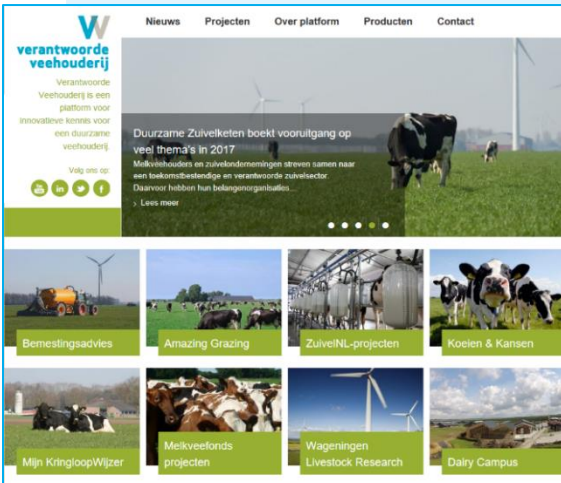 Nieuws Projecten Over platform Producten Contact
verantwoorde
veehouderij
Verantwoorde
Veehouderij is een
platform voor
innovatieve kennis voor
een duurzame
veehouderij.
Volg ons op:
Duurzame Zuivelketen boekt vooruitgang op
veel thema's in 2017
Melkveehouders en zuivelondernemingen streven samen naar
een toekomstbestendige en verantwoorde zuivelsector.
Daarvoor hebben hun belangenorganisaties...
› Lees meer
Bemestingsadvies
Amazing Grazing
ZuivelNL-projecten
Koeien & Kansen
Mijn KringloopWijzer
Melkveefonds
projecten
Wageningen
Livestock Research
Dairy Campus